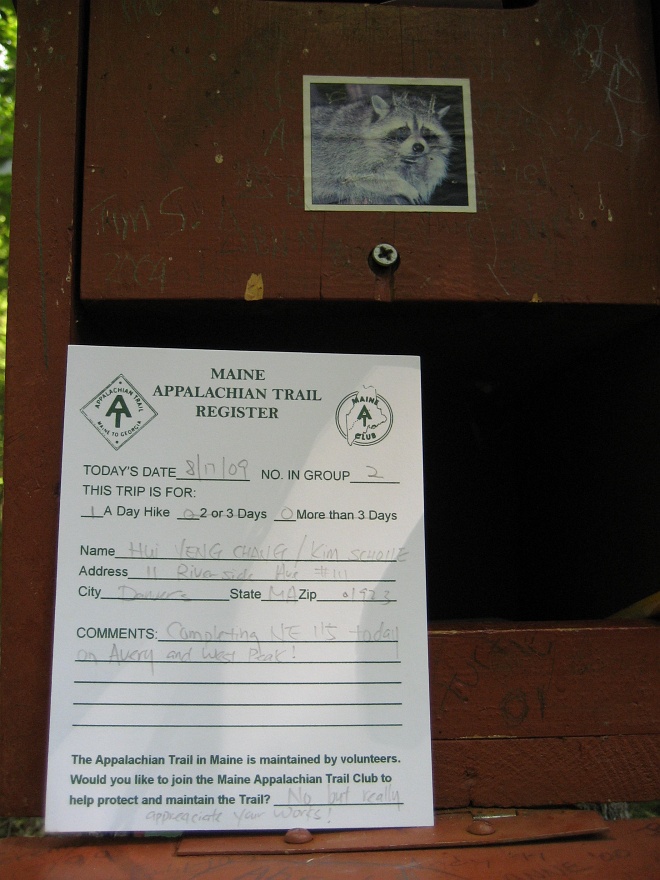 Tim S.
2004
MAINE
APPALACHIAN TRAIL
REGISTER
APPALACHIAN TRAIL
MAINE TO GEORGIA
MAINE
AT
CLUB
TODAY'S DATE 8/17/09 NO. IN GROUP 2
THIS TRIP IS FOR:
1 A Day Hike 0 2 or 3 Days 0 More than 3 Days
Name Hui YENG CHANG / Kim SCHOLLE
Address 11 Riverside Ave #111
City Danvers State MA Zip 01923
COMMENTS: Completing NE 115 today
on Avery and West Peak!
The Appalachian Trail in Maine is maintained by volunteers.
Would you like to join the Maine Appalachian Trail Club to
help protect and maintain the Trail? No but really
appreciate your works!
01